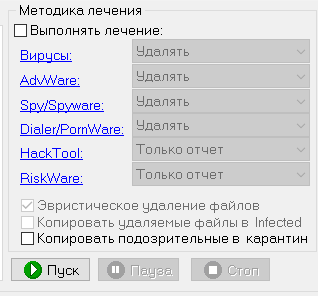 Методика лечения
Выполнять лечение:
Вирусы: Удалять
AdvWare: Удалять
Spy/Spyware: Удалять
Dialer/PornWare: Удалять
HackTool: Только отчет
RiskWare: Только отчет
Эвристическое удаление файлов
Копировать удаляемые файлы в Infected
Копировать подозрительные в карантин
Пуск Пауза Стоп